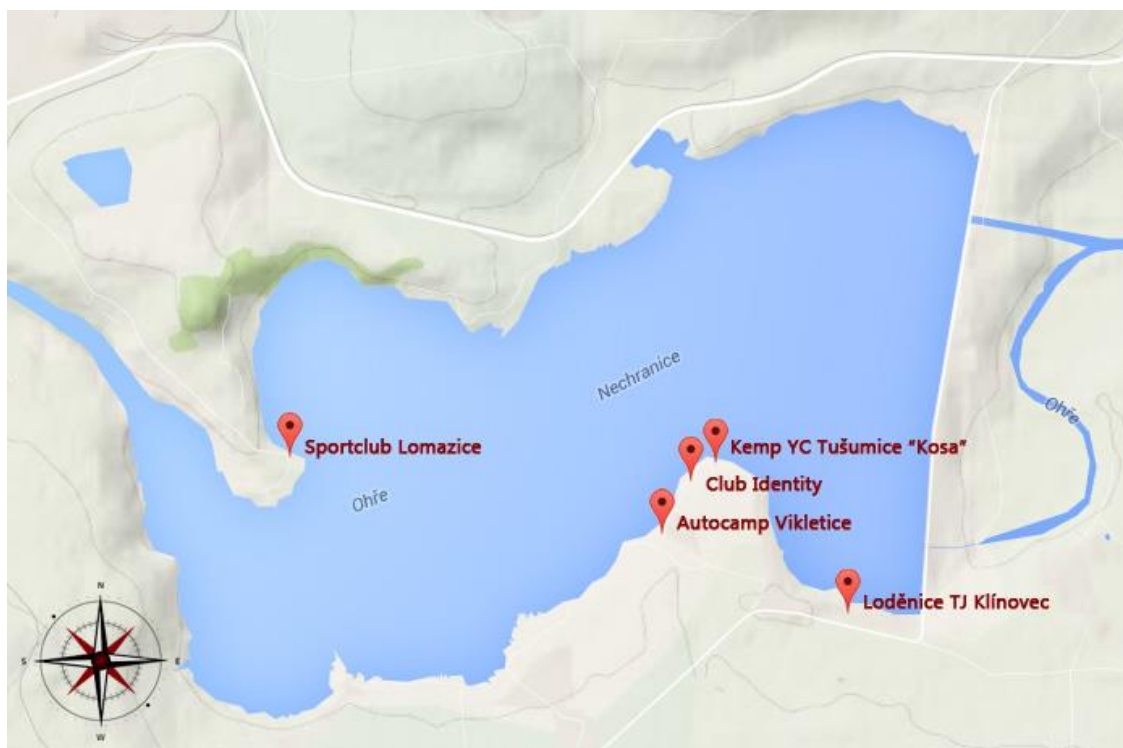 Nechranice
Ohře
Sportclub Lomazice
Kemp YC Tušumice "Kosa"
Club Identity
Ohře
Autocamp Vikletice
Loděnice TJ Klínovec
N
S
E
W